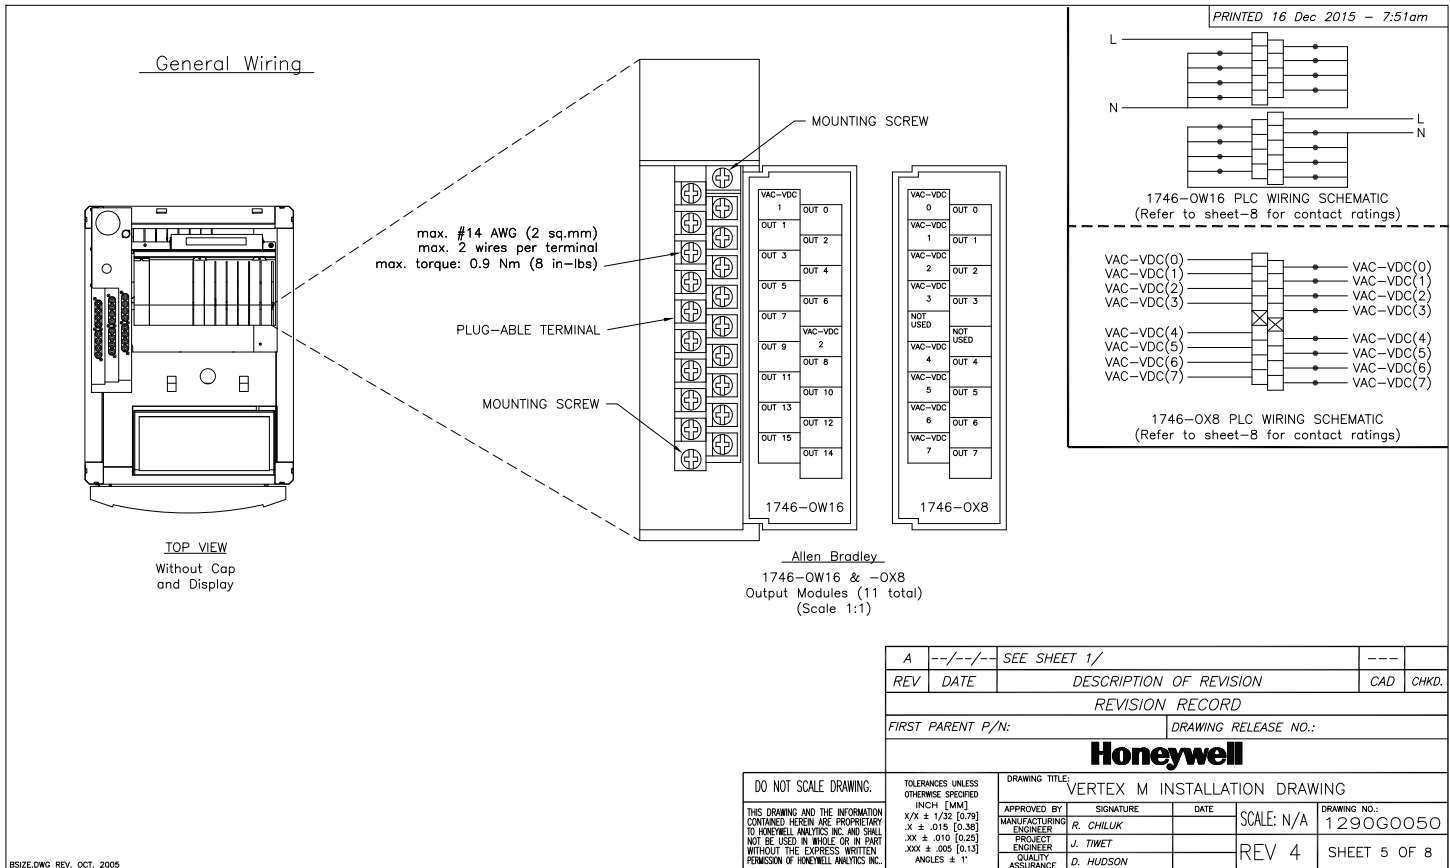 PRINTED 16 Dec 2015 – 7:51am
General Wiring
L
N
L
N
1746-OW16 PLC WIRING SCHEMATIC
(Refer to sheet-8 for contact ratings)
VAC-VDC(0)
VAC-VDC(1)
VAC-VDC(2)
VAC-VDC(3)
VAC-VDC(4)
VAC-VDC(5)
VAC-VDC(6)
VAC-VDC(7)
VAC-VDC(0)
VAC-VDC(1)
VAC-VDC(2)
VAC-VDC(3)
VAC-VDC(4)
VAC-VDC(5)
VAC-VDC(6)
VAC-VDC(7)
1746-OX8 PLC WIRING SCHEMATIC
(Refer to sheet-8 for contact ratings)
MOUNTING SCREW
max. #14 AWG (2 sq.mm)
max. 2 wires per terminal
max. torque: 0.9 Nm (8 in-lbs)
PLUG-ABLE TERMINAL
MOUNTING SCREW
VAC-VDC
1
OUT 0
OUT 1
OUT 2
OUT 3
OUT 4
OUT 5
OUT 6
OUT 7
VAC-VDC
2
OUT 9
OUT 8
OUT 11
OUT 10
OUT 13
OUT 12
OUT 15
OUT 14
1746-OW16
VAC-VDC
0
OUT 0
VAC-VDC
1
OUT 1
VAC-VDC
2
OUT 2
VAC-VDC
3
OUT 3
NOT
USED
NOT
USED
VAC-VDC
4
OUT 4
VAC-VDC
5
OUT 5
VAC-VDC
6
OUT 6
VAC-VDC
7
OUT 7
1746-OX8
TOP VIEW
Without Cap
and Display
Allen Bradley
1746-OW16 & -OX8
Output Modules (11 total)
(Scale 1:1)
A --/--/-- SEE SHEET 1/ ---
REV DATE DESCRIPTION OF REVISION CAD CHKD.
REVISION RECORD
FIRST PARENT P/N: DRAWING RELEASE NO.:
Honeywell
DO NOT SCALE DRAWING.
THIS DRAWING AND THE INFORMATION
CONTAINED HEREIN ARE PROPRIETARY
TO HONEYWELL ANALYTICS INC. AND SHALL
NOT BE USED IN WHOLE OR IN PART
WITHOUT THE EXPRESS WRITTEN
PERMISSION OF HONEYWELL ANALYTICS INC..
TOLERANCES UNLESS
OTHERWISE SPECIFIED
INCH [MM]
X/X ± 1/32 [0.79]
.X ± .015 [0.38]
.XX ± .010 [0.25]
.XXX ± .005 [0.13]
ANGLES ± 1°
DRAWING TITLE:
VERTEX M INSTALLATION DRAWING
APPROVED BY SIGNATURE DATE
MANUFACTURING
ENGINEER R. CHILUK
PROJECT
ENGINEER J. TIWET
QUALITY
ASSURANCE D. HUDSON
SCALE: N/A
DRAWING NO.:
1290G0050
REV 4
SHEET 5 OF 8
BSIZE.DWG REV. OCT. 2005